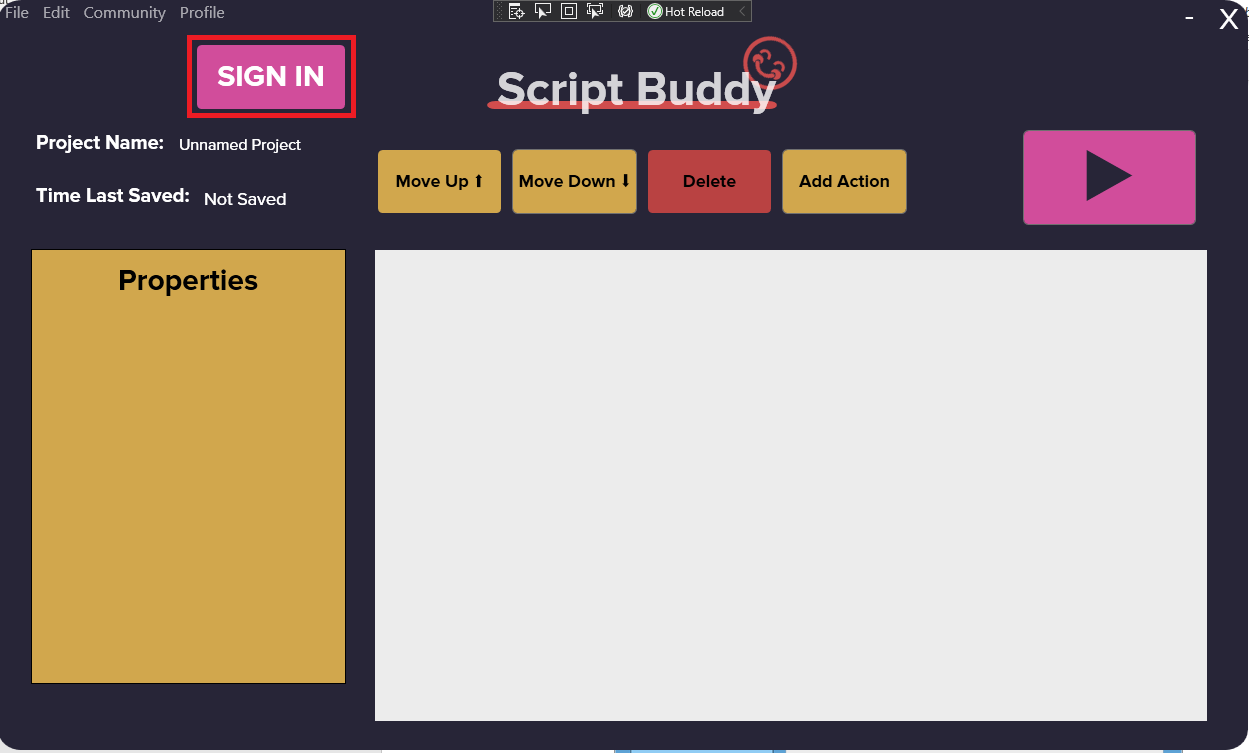 File Edit Community Profile
Hot Reload
- X
SIGN IN
Script Buddy
Project Name: Unnamed Project
Time Last Saved: Not Saved
Move Up ⬆ Move Down ⬇ Delete Add Action
Properties